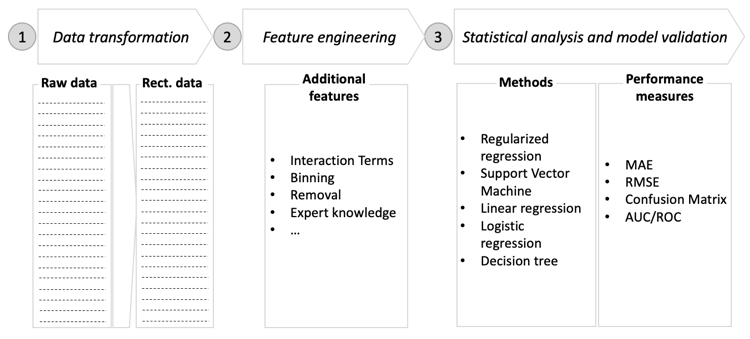 1
Data transformation
2
Feature engineering
3
Statistical analysis and model validation
Raw data
Rect. data
Additional
features
• Interaction Terms
• Binning
• Removal
• Expert knowledge
• ...
Methods
• Regularized
regression
• Support Vector
Machine
• Linear regression
• Logistic
regression
• Decision tree
Performance
measures
• MAE
• RMSE
• Confusion Matrix
• AUC/ROC